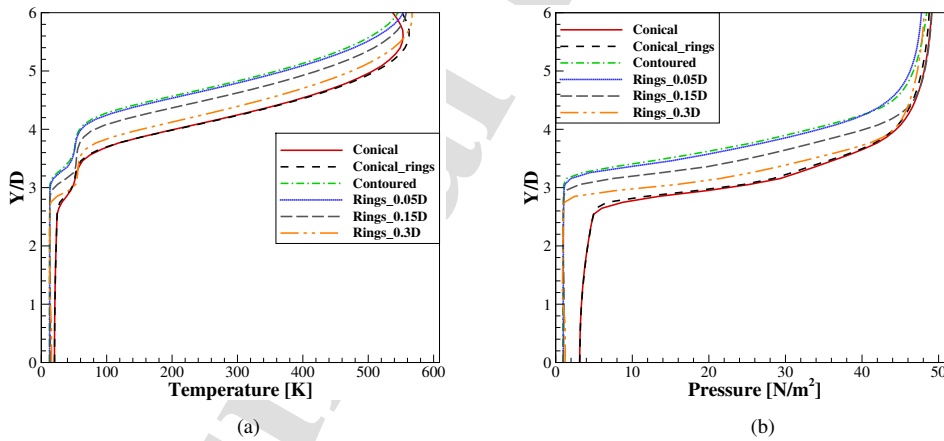 Y/D
6
5
4
3
2
1
0
Conical
Conical_rings
Contoured
Rings_0.05D
Rings_0.15D
Rings_0.3D
0 100 200 300 400 500 600
Temperature [K]
(a)
Y/D
6
5
4
3
2
1
0
Conical
Conical_rings
Contoured
Rings_0.05D
Rings_0.15D
Rings_0.3D
0 10 20 30 40 50
Pressure [N/m²]
(b)